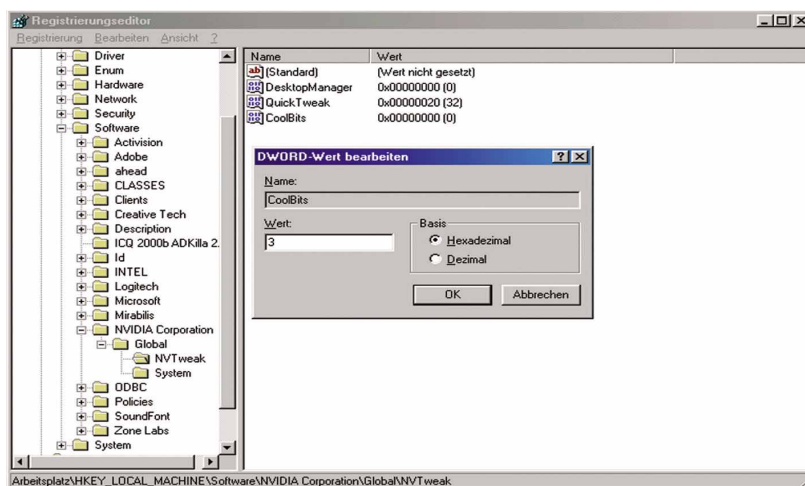 Registrierungseditor
Registrierung Bearbeiten Ansicht ?
Driver
Enum
Hardware
Network
Security
Software
Activision
Adobe
ahead
CLASSES
Clients
Creative Tech
Description
ICQ 2000b ADKilla 2.
Id
INTEL
Logitech
Microsoft
Mirabilis
NVIDIA Corporation
Global
NVTweak
System
ODBC
Policies
SoundFont
Zone Labs
System
Name Wert
(Standard) (Wert nicht gesetzt)
DesktopManager 0x00000000 (0)
QuickTweak 0x00000020 (32)
CoolBits 0x00000000 (0)
DWORD-Wert bearbeiten
Name:
CoolBits
Wert:
3
Basis
Hexadezimal
Dezimal
OK Abbrechen
Arbeitsplatz\HKEY_LOCAL_MACHINE\Software\NVIDIA Corporation\Global\NVTweak